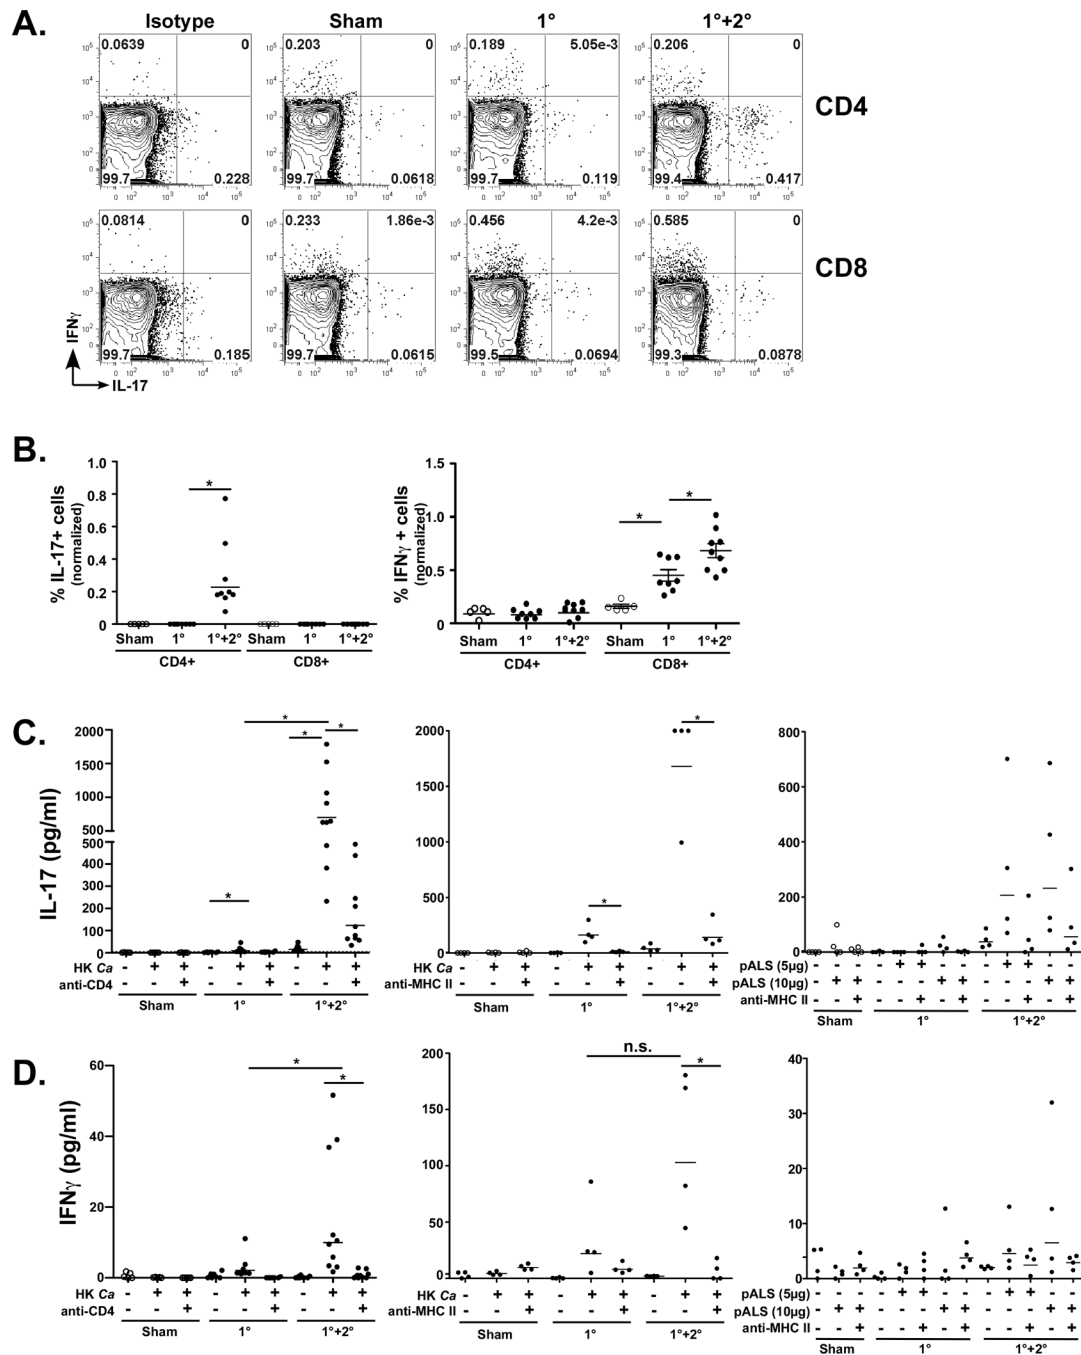 A.
Isotype Sham 1° 1°+2°
0.0639 0 0.203 0 0.189 5.05e-3 0.206 0
CD4
99.7 0.228 99.7 0.0618 99.7 0.119 99.4 0.417
0.0814 0 0.233 1.86e-3 0.456 4.2e-3 0.585 0
CD8
99.7 0.185 99.7 0.0615 99.5 0.0694 99.3 0.0878
IFNγ
IL-17
B.
% IL-17+ cells
(normalized)
1.0
0.8
0.6
0.4
0.2
0
*
Sham 1° 1°+2° Sham 1° 1°+2°
CD4+ CD8+
% IFNγ + cells
(normalized)
1.5
1.0
0.5
0
* *
Sham 1° 1°+2° Sham 1° 1°+2°
CD4+ CD8+
C.
IL-17 (pg/ml)
2000
1500
1000
500
500
400
300
200
100
0
* * * *
HK Ca - + + - + + - + +
anti-CD4 - - + - - + - - +
Sham 1° 1°+2°
2000
1500
1000
500
0
* *
HK Ca - + + - + + - + +
anti-MHC II - - + - - + - - +
Sham 1° 1°+2°
800
600
400
200
0
pALS (5µg) - - - - + + - - - + + - -
pALS (10µg) - + + - - - + + - - - + +
anti-MHC II - - + - - + - + - - + - +
Sham 1° 1°+2°
D.
IFNγ (pg/ml)
60
40
20
0
* *
HK Ca - + + - + + - + +
anti-CD4 - - + - - + - - +
Sham 1° 1°+2°
200
150
100
50
0
n.s. *
HK Ca - + + - + + - + +
anti-MHC II - - + - - + - - +
Sham 1° 1°+2°
40
30
20
10
0
pALS (5µg) - - - - + + - - - + + - -
pALS (10µg) - + + - - - + + - - - + +
anti-MHC II - - + - - + - + - - + - +
Sham 1° 1°+2°